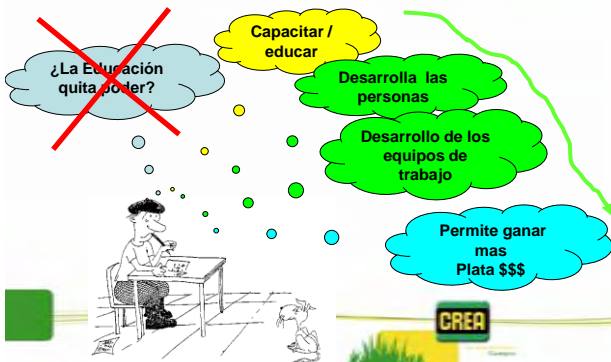 ¿La Educación
quita poder?
Capacitar /
educar
Desarrolla las
personas
Desarrollo de los
equipos de
trabajo
Permite ganar
mas
Plata $$$
CREA